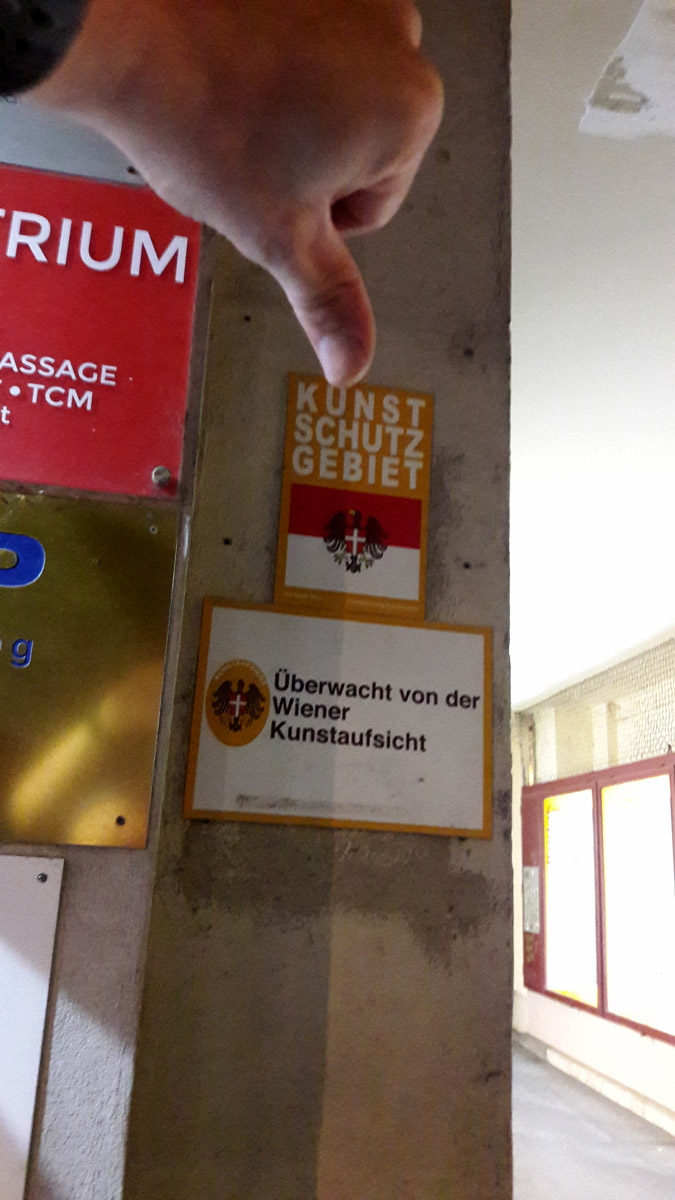 TRIUM
ASSAGE
• TCM
t
g
KUNST
SCHUTZ
GEBIET
Überwacht von der
Wiener
Kunstaufsicht